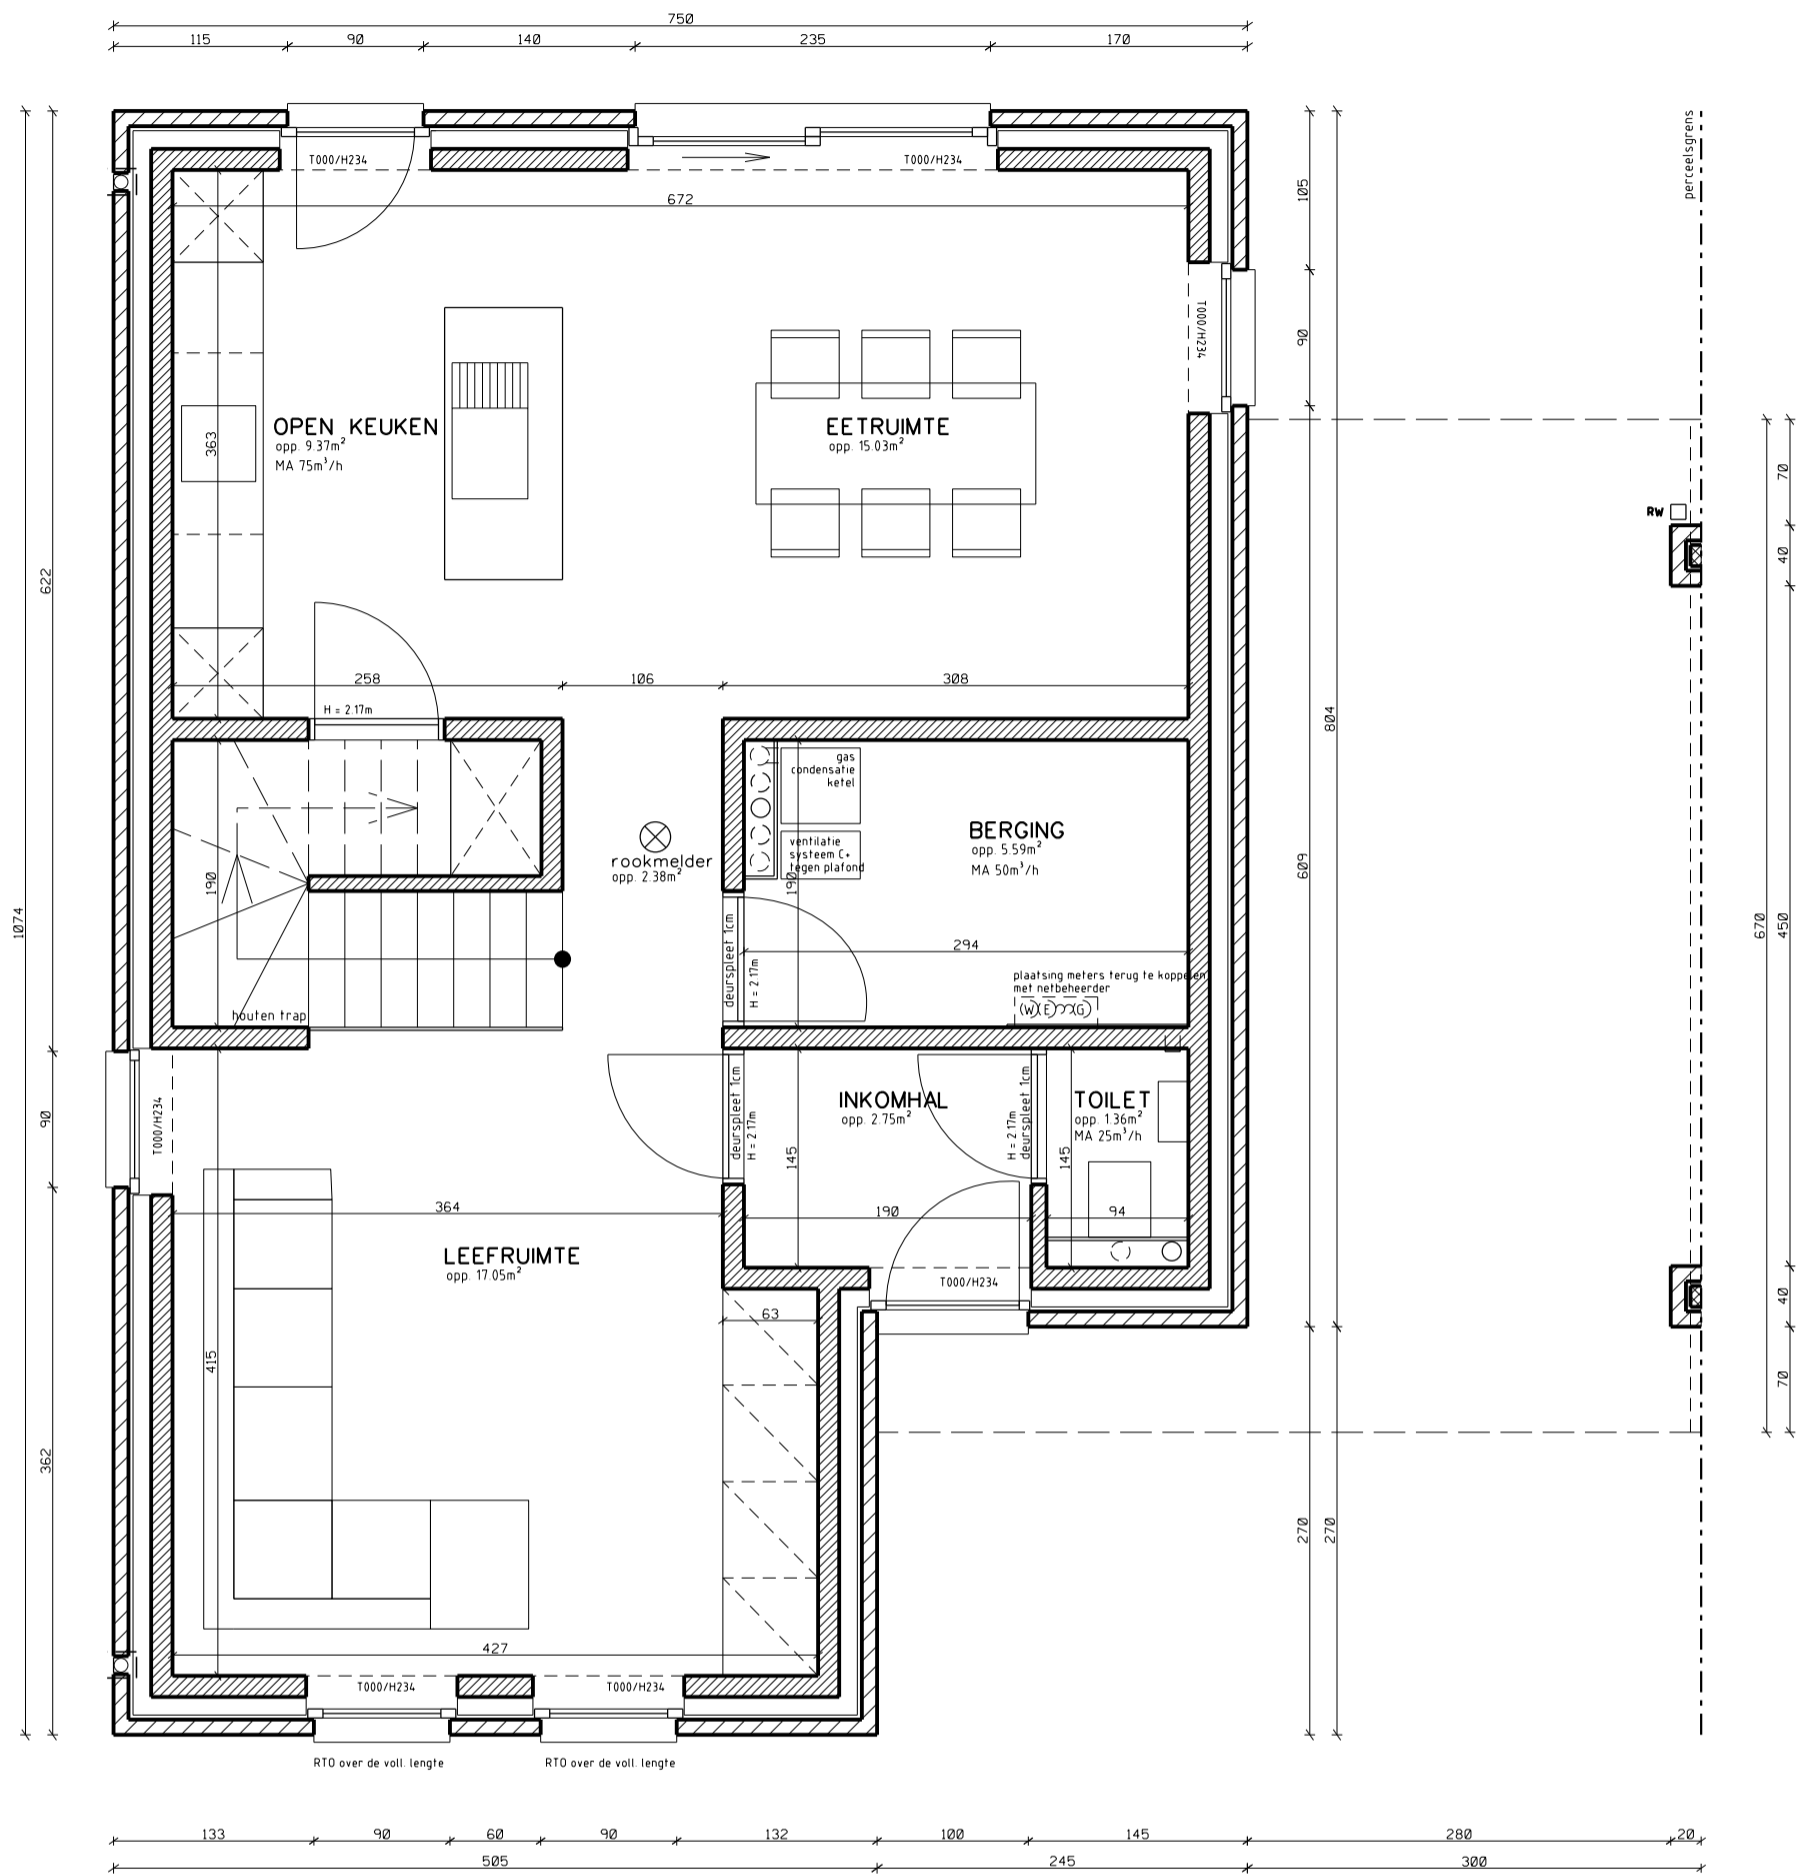 750
115 90 140 235 170
T000/H234
T000/H234
perceelsgrens
672
105
T000/H234
90
OPEN KEUKEN
opp. 9.37m²
MA 75m³/h
363
EETRUIMTE
opp. 15.03m²
70
RW
40
622
258 106 308
H = 2.17m
804
gas
condensatie
ketel
rookmelder
opp. 2.38m²
ventilatie
systeem C+
tegen plafond
BERGING
opp. 5.59m²
MA 50m³/h
190
190
609
1074
670
450
deurspleet 1cm
H = 2.17m
294
plaatsing meters terug te koppelen
met netbeheerder
(W)(E) (G)
houten trap
90
T000/H234
deurspleet 1cm
H = 2.17m
INKOMHAL
opp. 2.75m²
H = 2.17m
deurspleet 1cm
TOILET
opp. 1.36m²
MA 25m³/h
145
145
364
190
94
LEEFRUIMTE
opp. 17.05m²
T000/H234
40
63
415
70
362
270
270
427
T000/H234
T000/H234
RTO over de voll. lengte
RTO over de voll. lengte
133 90 60 90 132 100 145 280 20
505 245 300